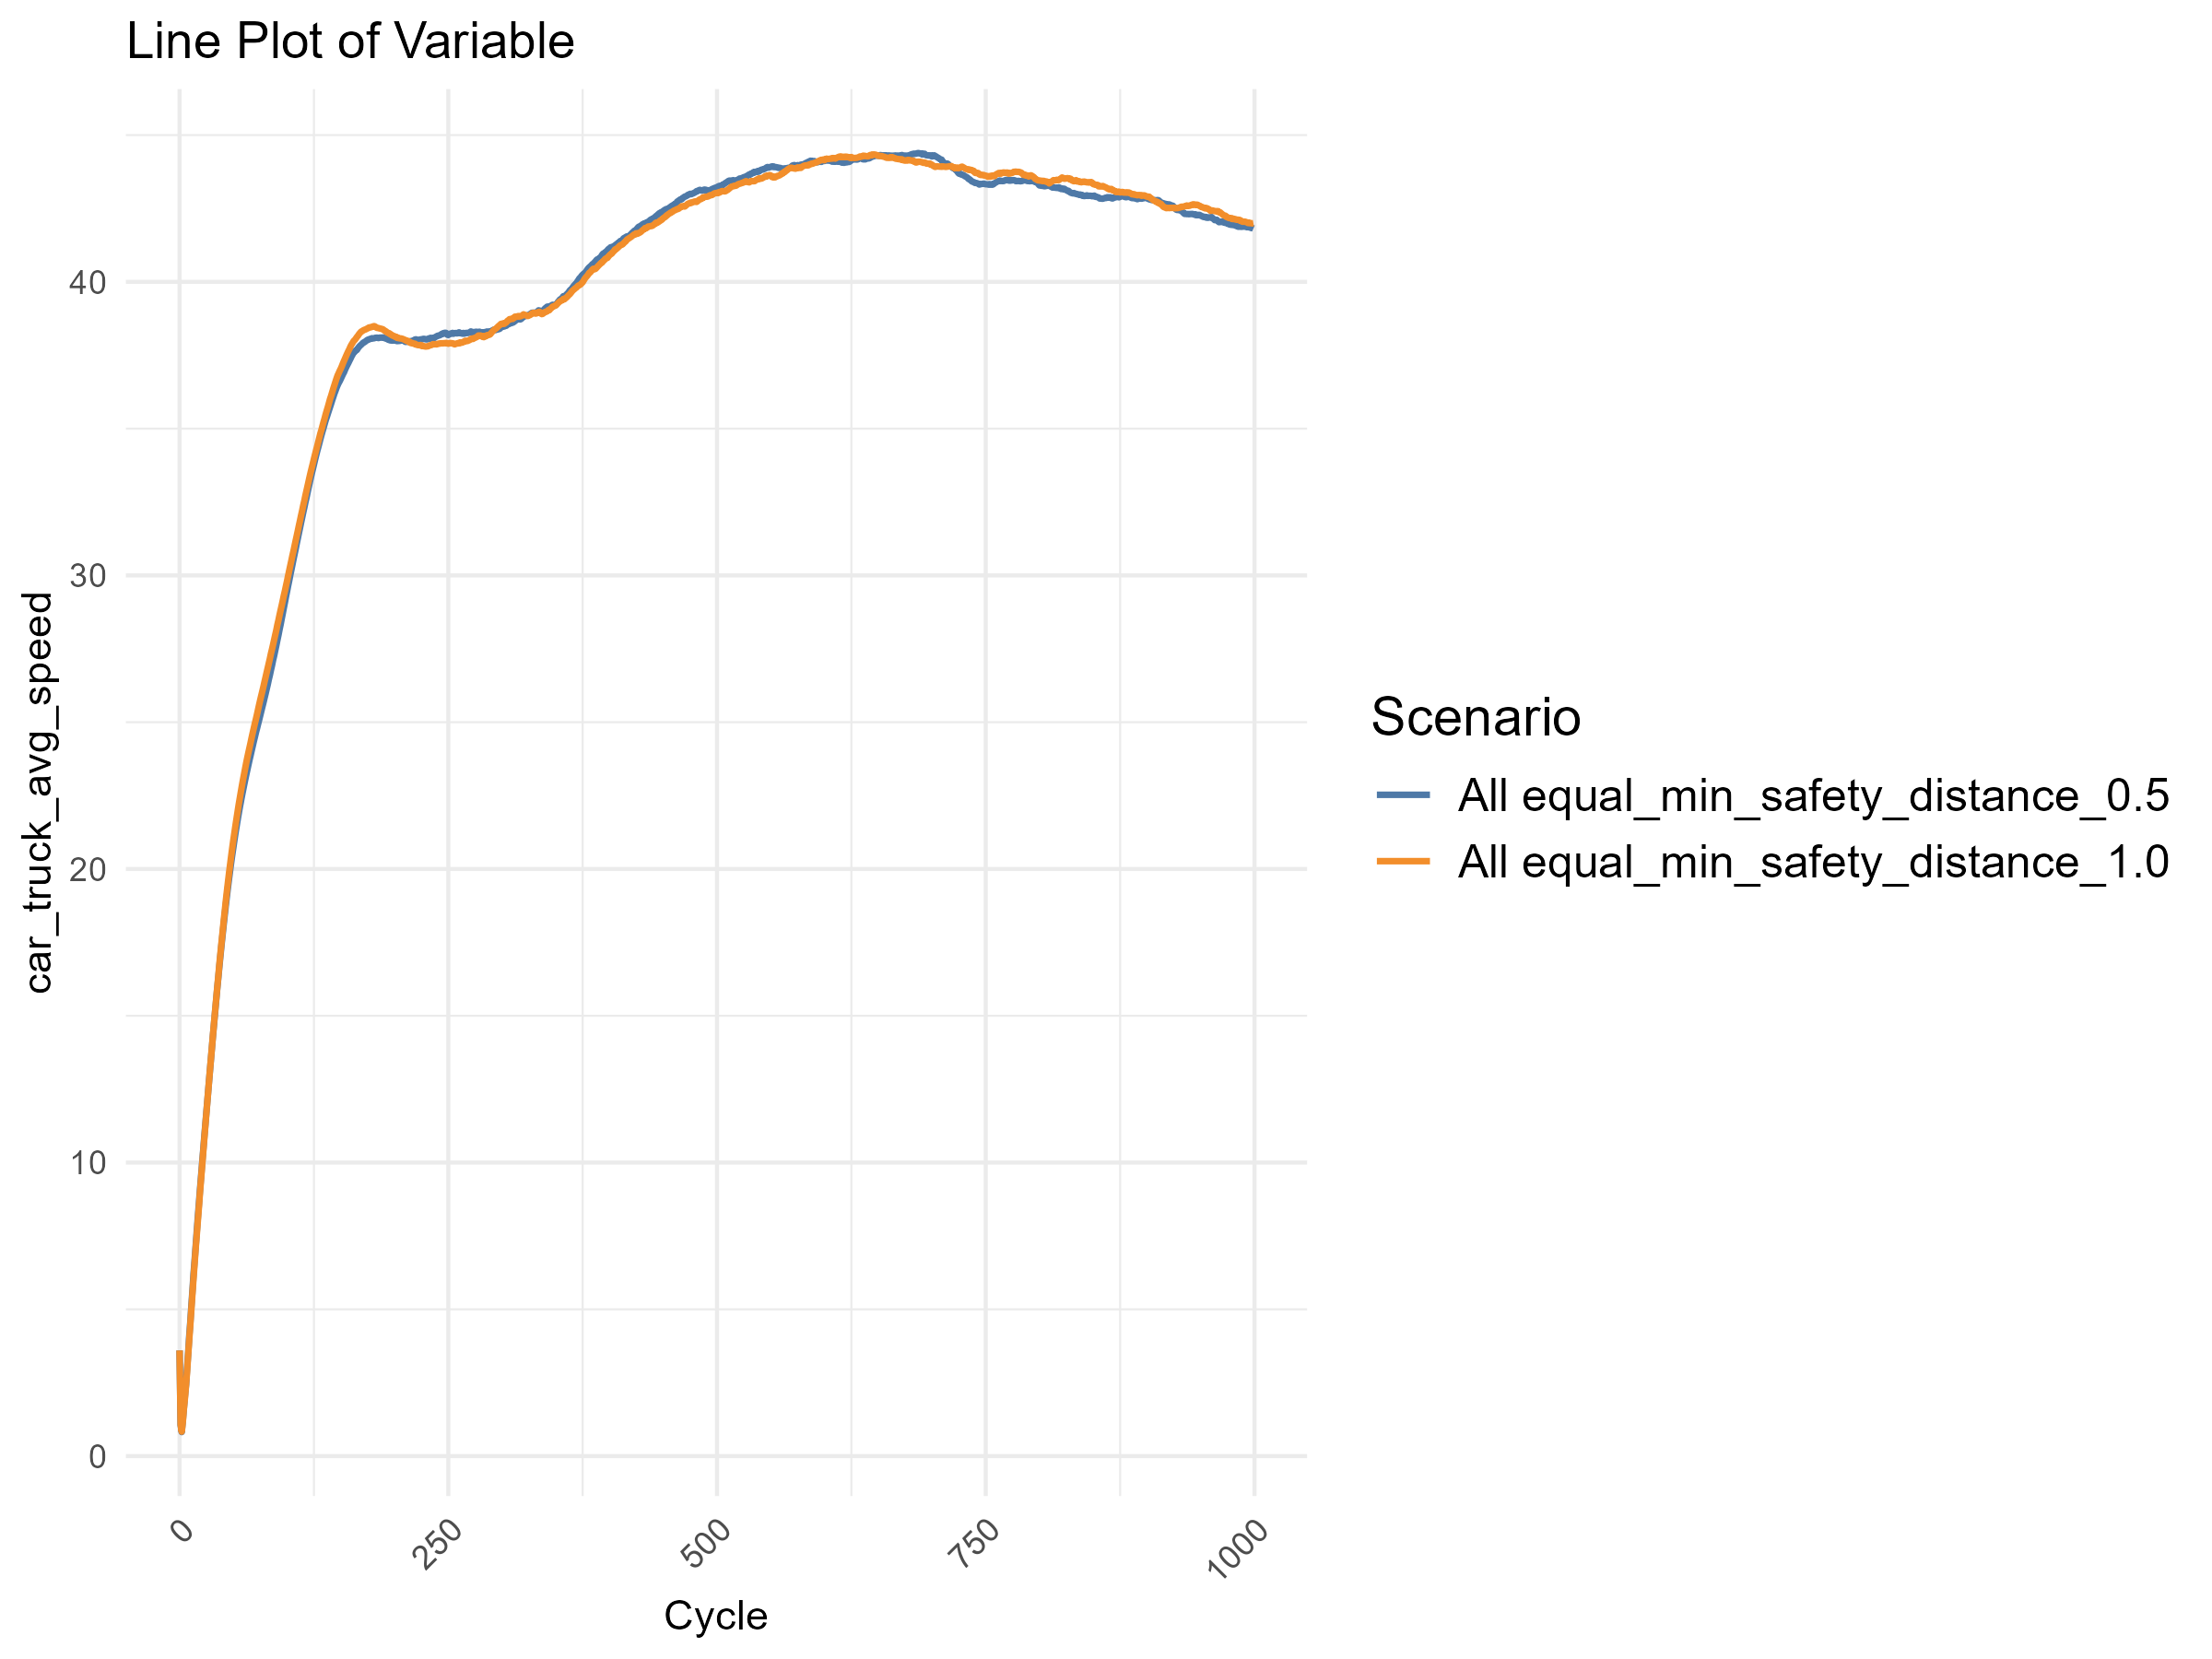 Line Plot of Variable
car_truck_avg_speed
40
30
20
10
0
0
250
500
750
1000
Cycle
Scenario
All equal_min_safety_distance_0.5
All equal_min_safety_distance_1.0